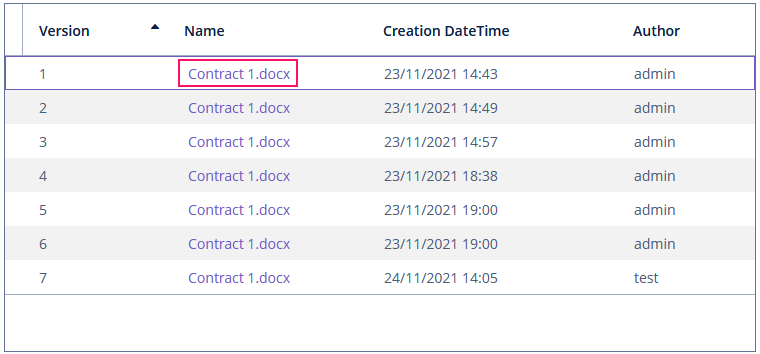 Version Name Creation DateTime Author
1 Contract 1.docx 23/11/2021 14:43 admin
2 Contract 1.docx 23/11/2021 14:49 admin
3 Contract 1.docx 23/11/2021 14:57 admin
4 Contract 1.docx 23/11/2021 18:38 admin
5 Contract 1.docx 23/11/2021 19:00 admin
6 Contract 1.docx 23/11/2021 19:00 admin
7 Contract 1.docx 24/11/2021 14:05 test